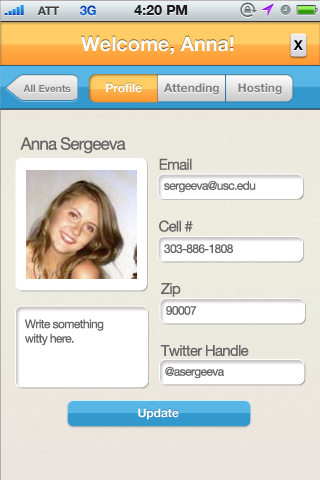 ATT 3G 4:20 PM
Welcome, Anna! X
All Events Profile Attending Hosting
Anna Sergeeva
Email
sergeeva@usc.edu
Cell #
303-886-1808
Zip
90007
Write something
witty here.
Twitter Handle
@asergeeva
Update